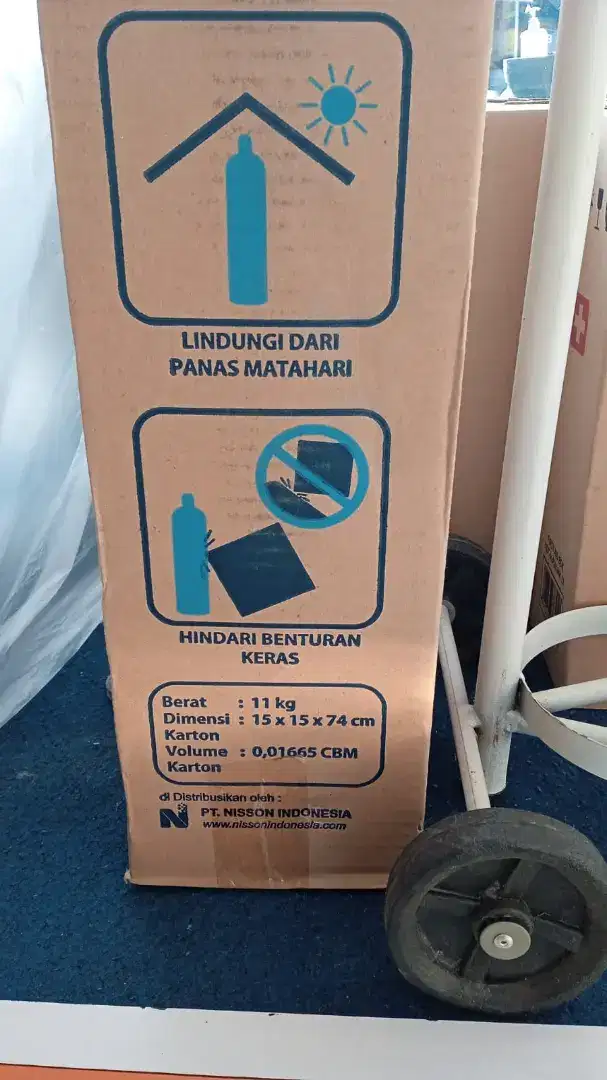 LINDUNGI DARI
PANAS MATAHARI
HINDARI BENTURAN
KERAS
Berat : 11 kg
Dimensi : 15 x 15 x 74 cm
Karton
Volume : 0,01665 CBM
Karton
di Distribusikan oleh :
PT. NISSON INDONESIA
www.nissonindonesia.com